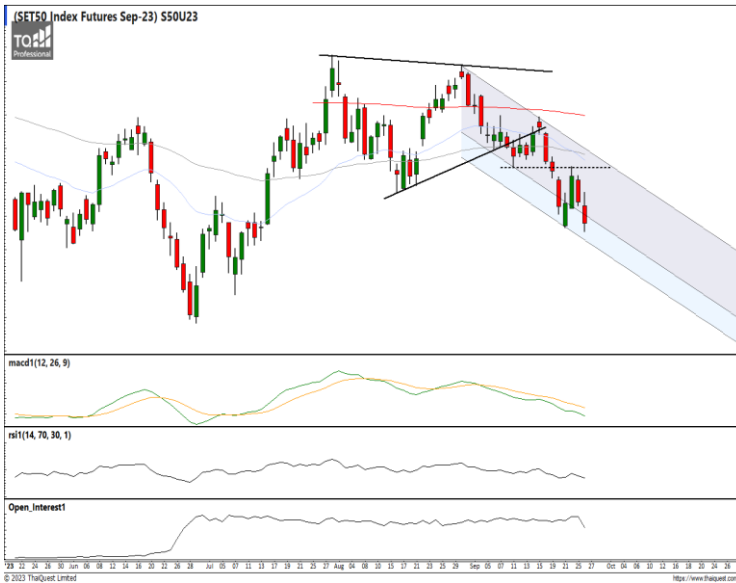 (SET50 Index Futures Sep-23) S50U23
TQ
Professional
macd1(12, 26, 9)
rsi1(14, 70, 30, 1)
Open_Interest1
'23 22 24 26 30 Jun 06 08 12 14 16 20 22 26 28 Jul 05 07 11 13 17 19 21 25 27 Aug 04 08 10 15 17 21 23 25 29 Sep 05 07 11 13 15 19 21 25 27 Oct 04 06 10 12 16 18 20 24 26
© 2023 ThaiQuest Limited
https://www.thaiquest.com